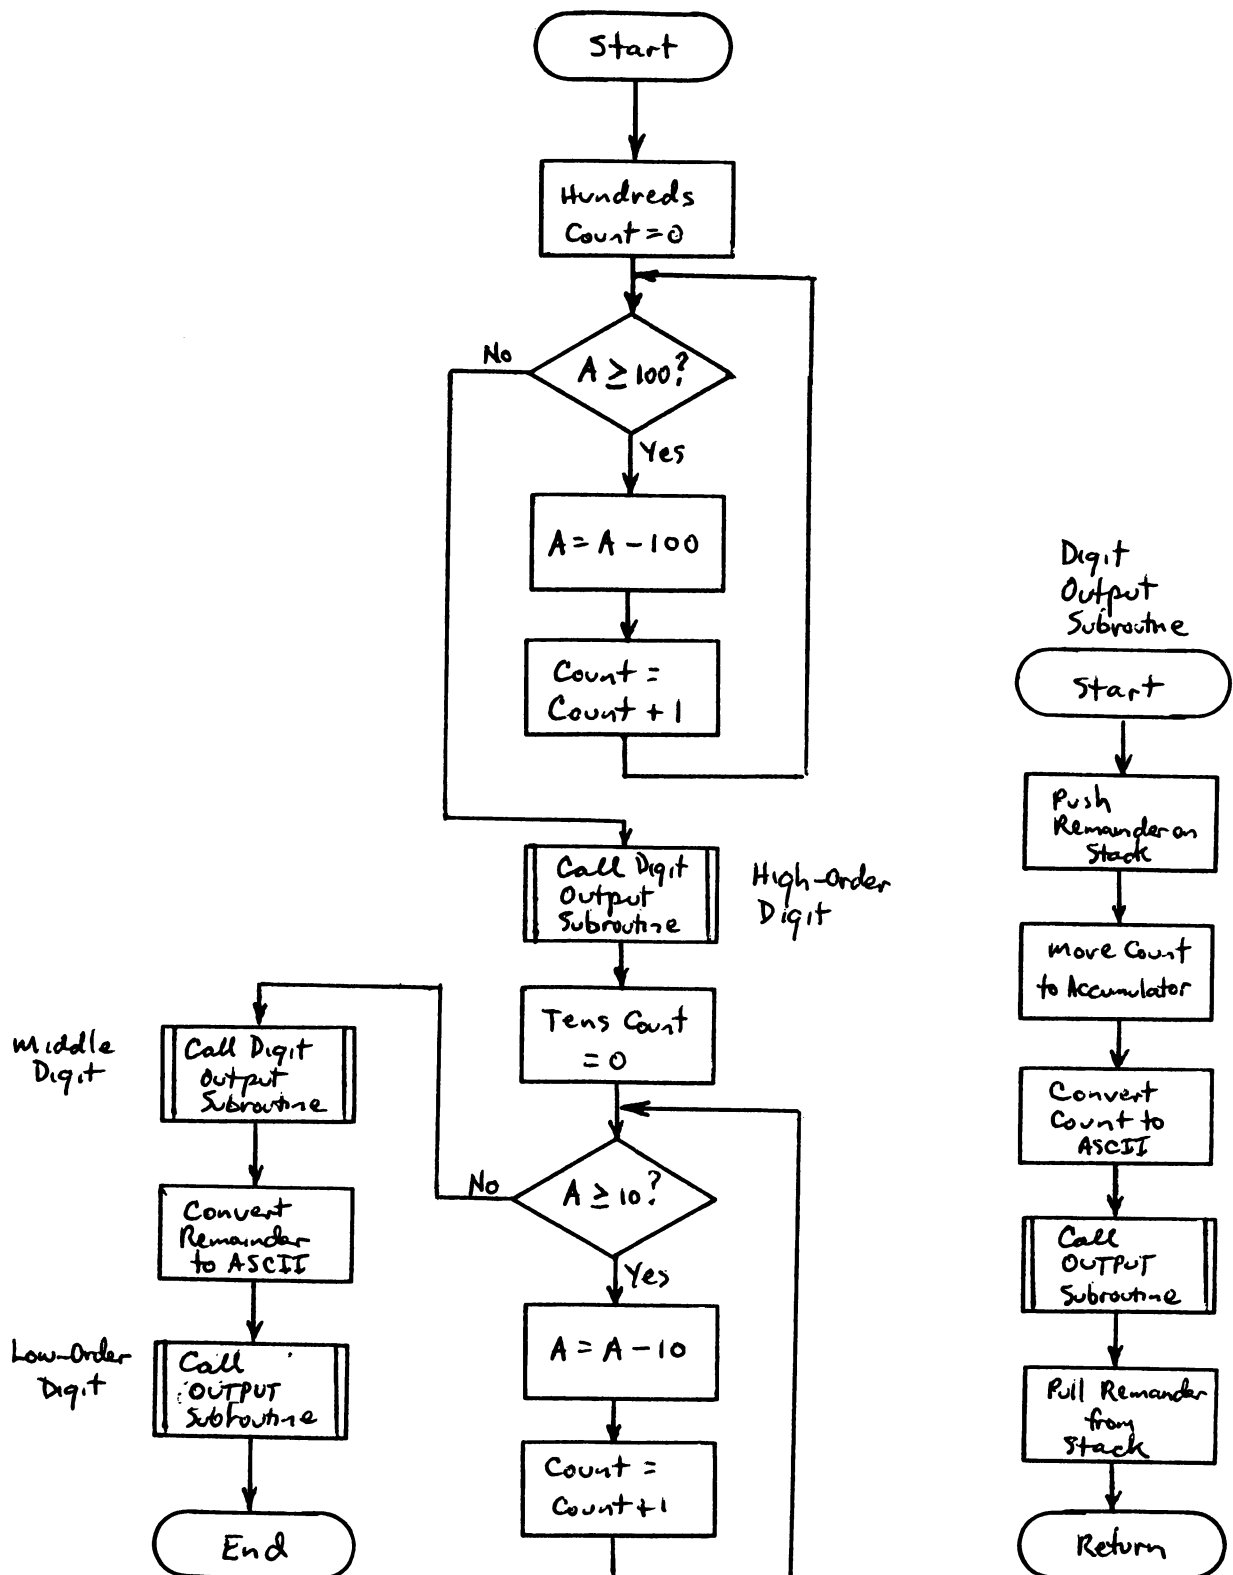 Start
Hundreds
Count = 0
A ≥ 100?
No
Yes
A = A - 100
Count =
Count + 1
Call Digit
Output
Subroutine
High-Order
Digit
Tens Count
= 0
A ≥ 10?
No
Yes
A = A - 10
Count =
Count + 1
Middle
Digit
Call Digit
Output
Subroutine
Convert
Remainder
to ASCII
Low-Order
Digit
Call
OUTPUT
Subroutine
End
Digit
Output
Subroutine
Start
Push
Remainder on
Stack
Move Count
to Accumulator
Convert
Count to
ASCII
Call
OUTPUT
Subroutine
Pull Remainder
from
Stack
Return